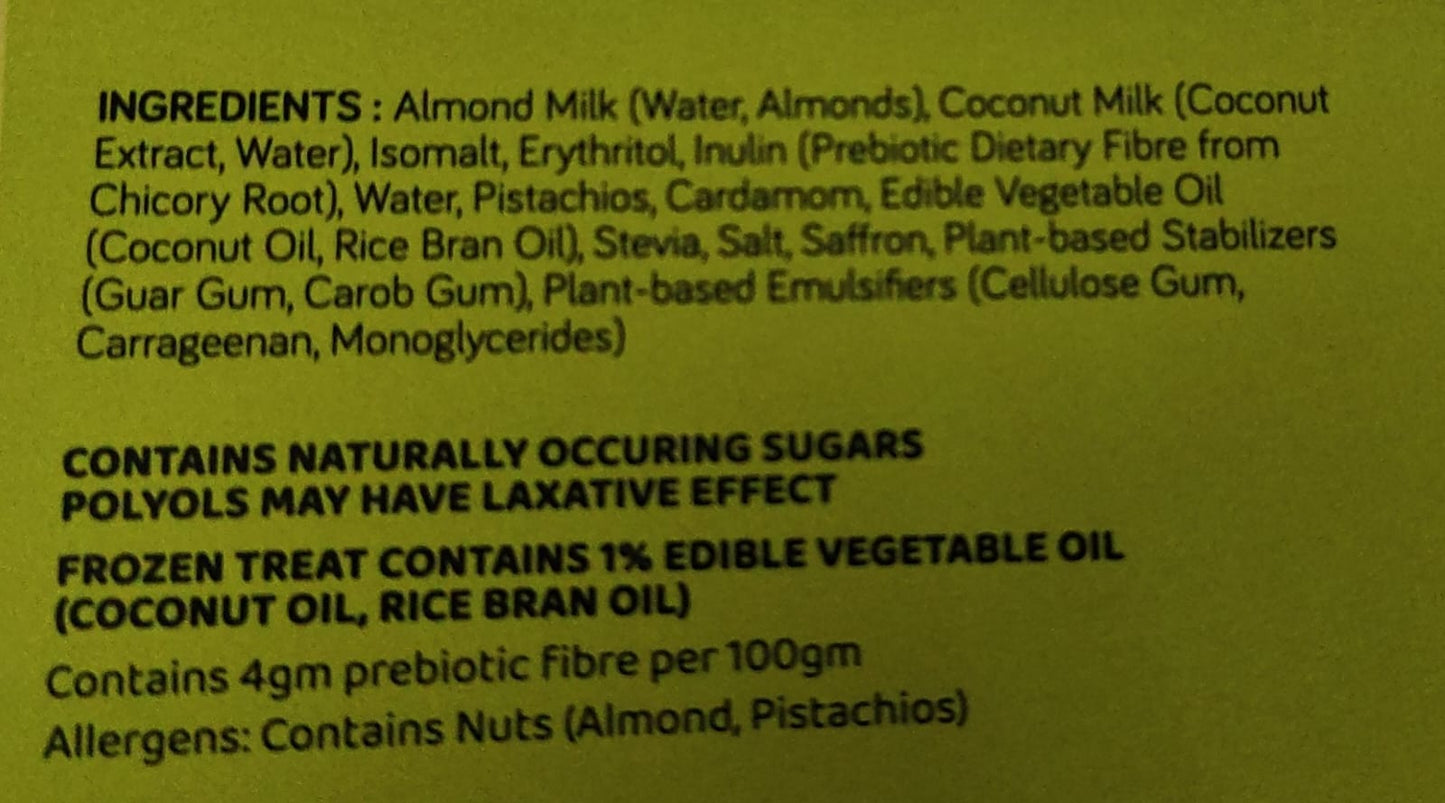 INGREDIENTS : Almond Milk (Water, Almonds), Coconut Milk (Coconut
Extract, Water), Isomalt, Erythritol, Inulin (Prebiotic Dietary Fibre from
Chicory Root), Water, Pistachios, Cardamom, Edible Vegetable Oil
(Coconut Oil, Rice Bran Oil), Stevia, Salt, Saffron, Plant-based Stabilizers
(Guar Gum, Carob Gum), Plant-based Emulsifiers (Cellulose Gum,
Carrageenan, Monoglycerides)
CONTAINS NATURALLY OCCURING SUGARS
POLYOLS MAY HAVE LAXATIVE EFFECT
FROZEN TREAT CONTAINS 1% EDIBLE VEGETABLE OIL
(COCONUT OIL, RICE BRAN OIL)
Contains 4gm prebiotic fibre per 100gm
Allergens: Contains Nuts (Almond, Pistachios)